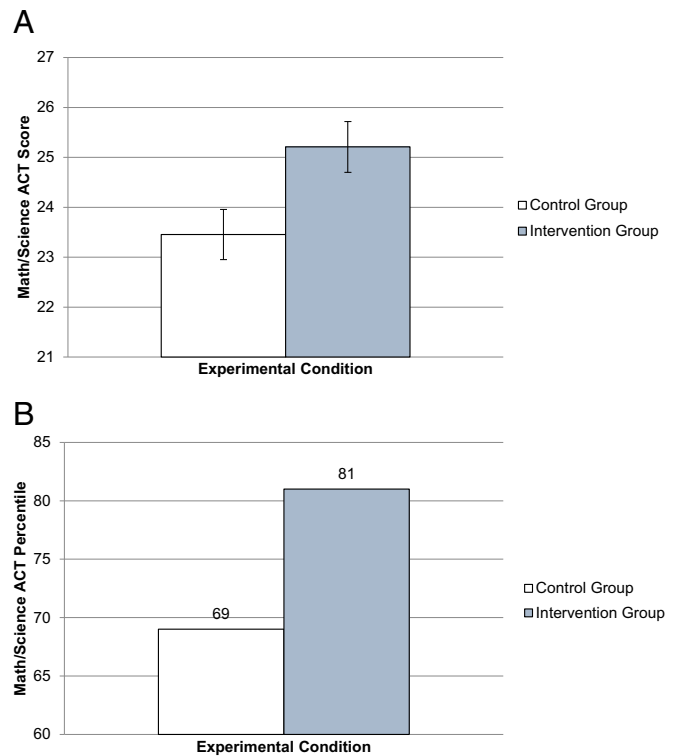 A
27
26
25
24
23
22
21
Math/Science ACT Score
Experimental Condition
Control Group
Intervention Group
B
85
80
75
70
65
60
Math/Science ACT Percentile
69
81
Experimental Condition
Control Group
Intervention Group